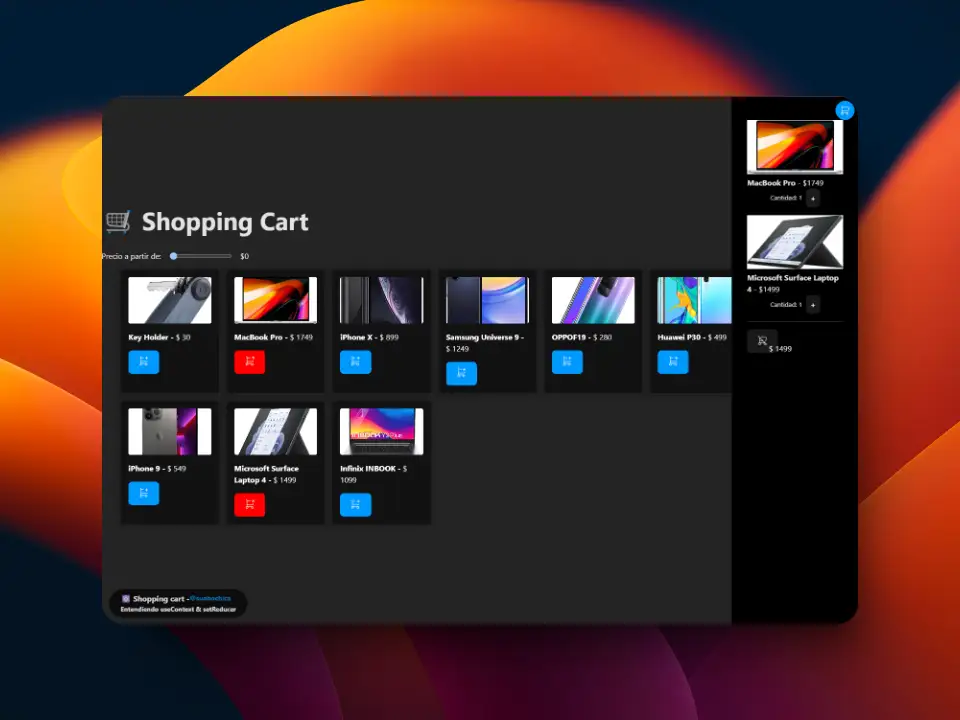 Shopping Cart
Precio a partir de:
$0
Key Holder - $ 30
MacBook Pro - $ 1749
iPhone X - $ 899
Samsung Universe 9 -
$ 1249
OPPOF19 - $ 280
Huawei P30 - $ 499
iPhone 9 - $ 549
Microsoft Surface
Laptop 4 - $ 1499
Infinix INBOOK - $
1099
MacBook Pro - $1749
Cantidad: 1
+
Microsoft Surface Laptop
4 - $1499
Cantidad: 1
+
$ 1499
Shopping cart -
Entendiendo useContext & setReducer